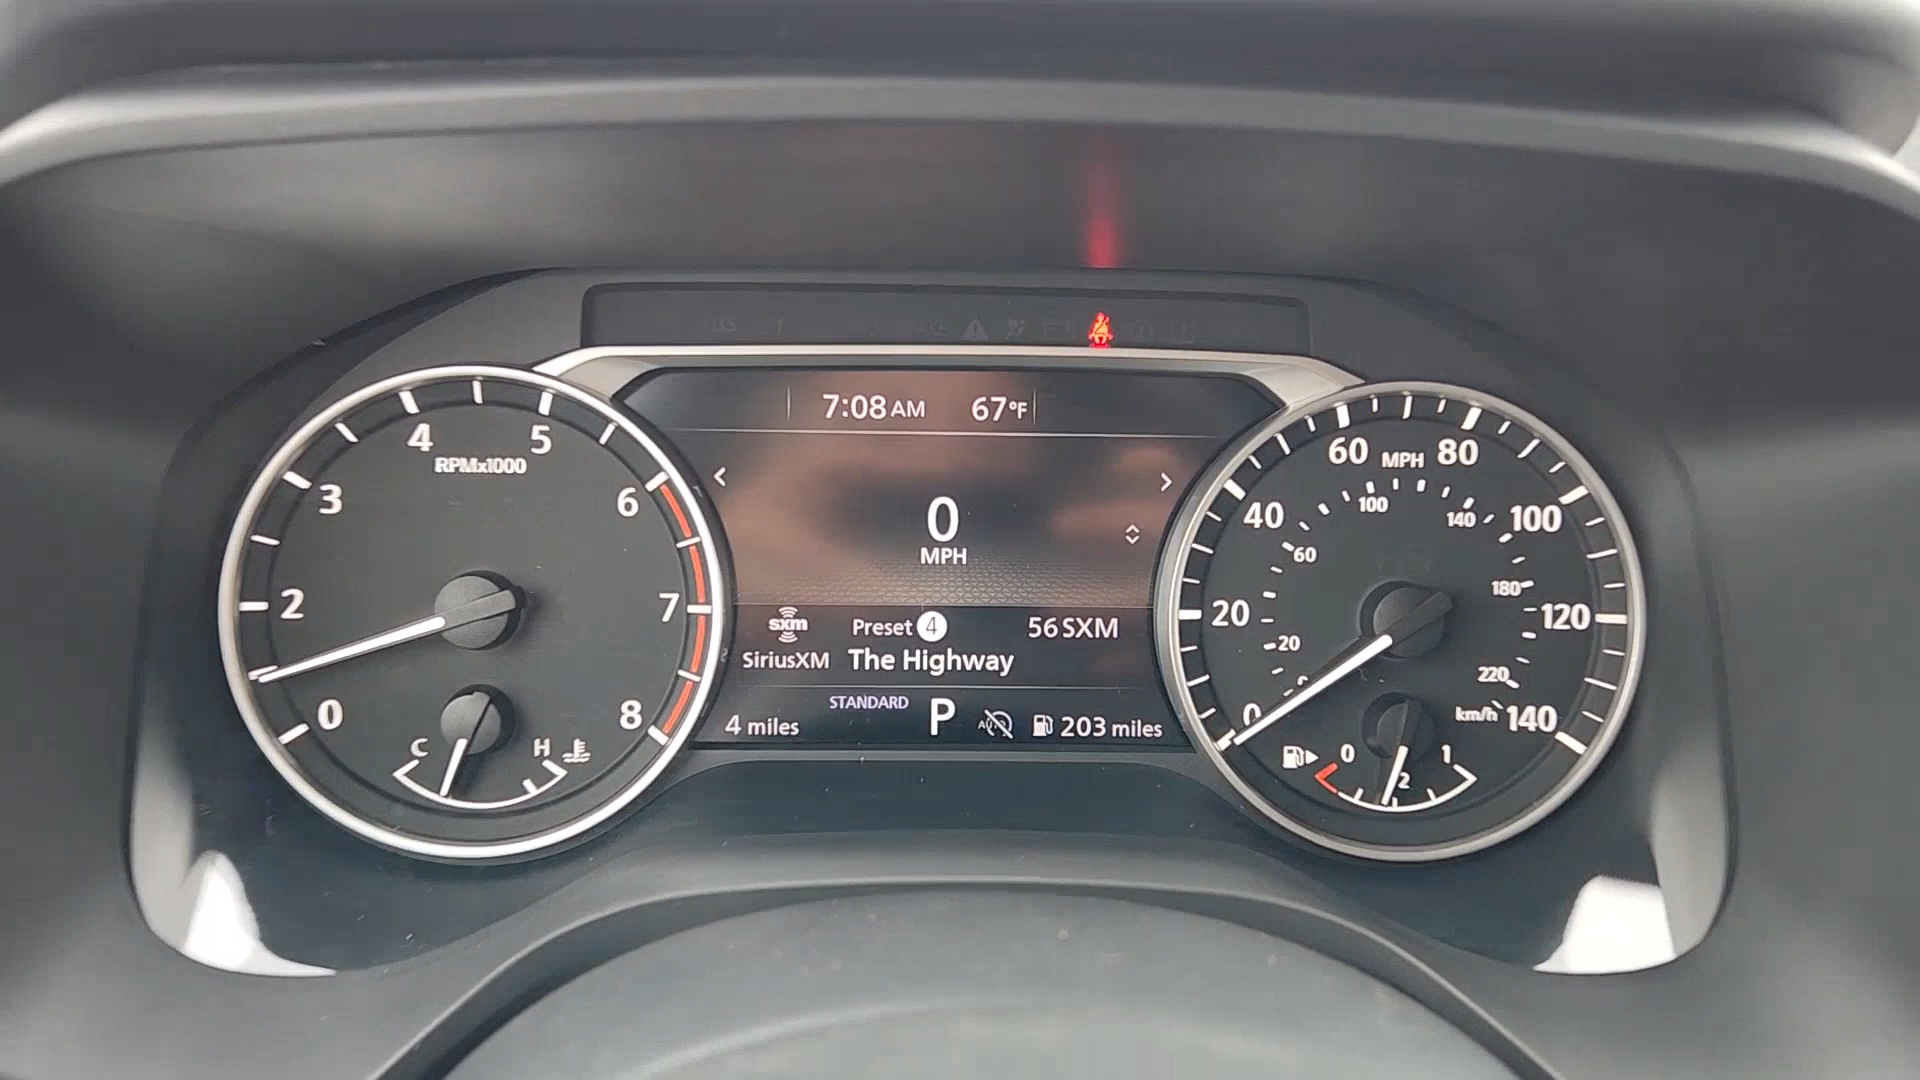 7:08 AM 67°F
4 5
RPMx1000
3 6
2 7
0 8
C H
0
MPH
sxm Preset 4 56 SXM
SiriusXM The Highway
STANDARD
4 miles P 203 miles
60 MPH 80
40 100
20 120
0 140
100 140
60 180
20 220
0 km/h
0 1
2